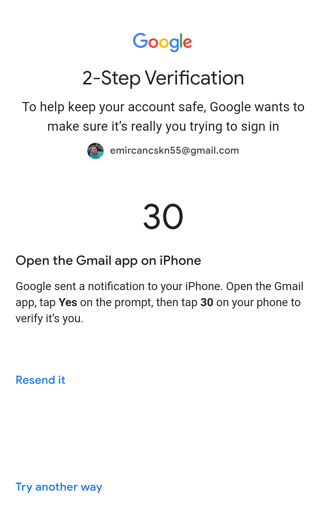 Google
2-Step Verification
To help keep your account safe, Google wants to
make sure it’s really you trying to sign in
emircancskn55@gmail.com
30
Open the Gmail app on iPhone
Google sent a notification to your iPhone. Open the Gmail
app, tap Yes on the prompt, then tap 30 on your phone to
verify it’s you.
Resend it
Try another way